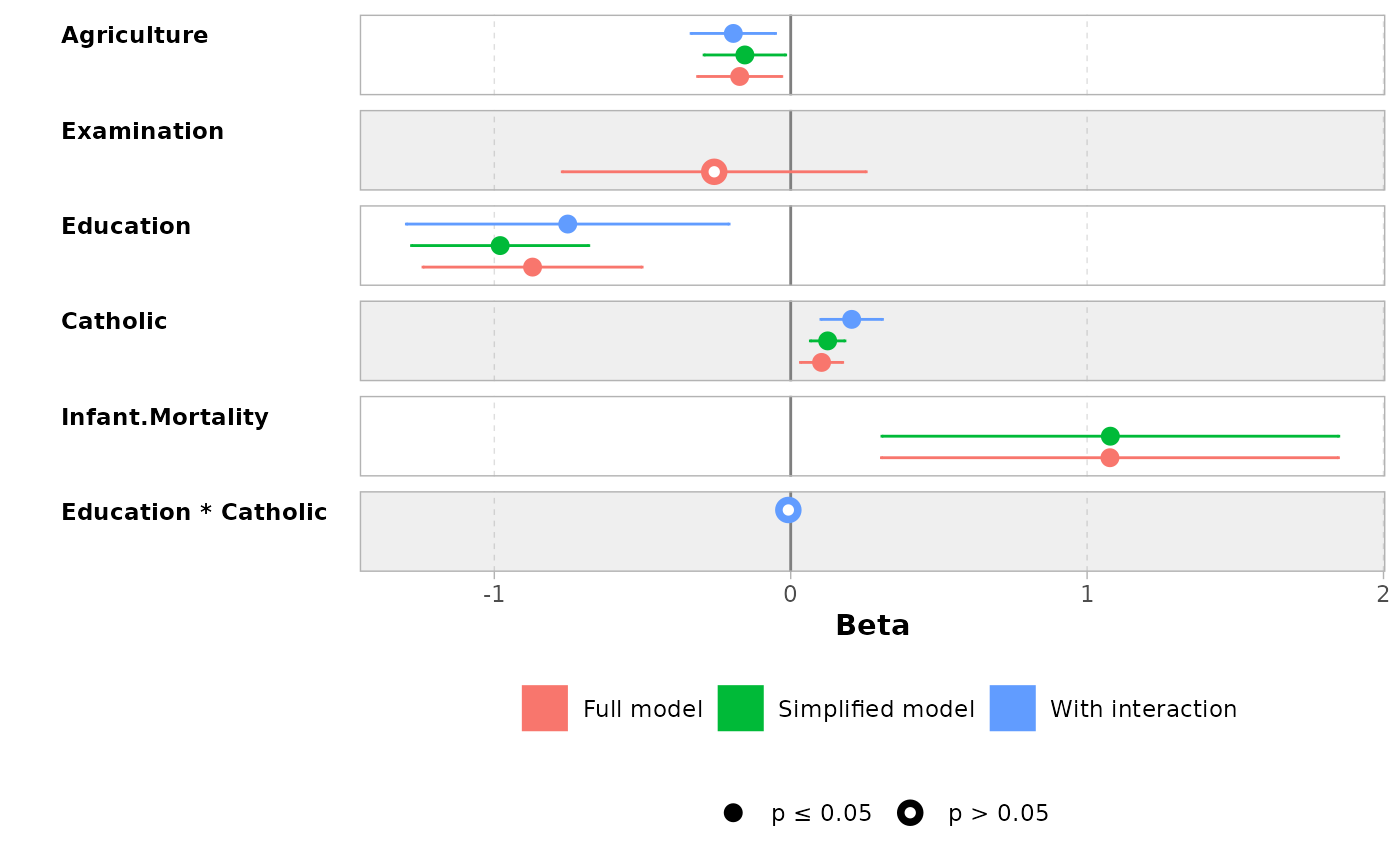 Agriculture
Examination
Education
Catholic
Infant.Mortality
Education * Catholic
-1 0 1 2
Beta
Full model Simplified model With interaction
p ≤ 0.05 p > 0.05